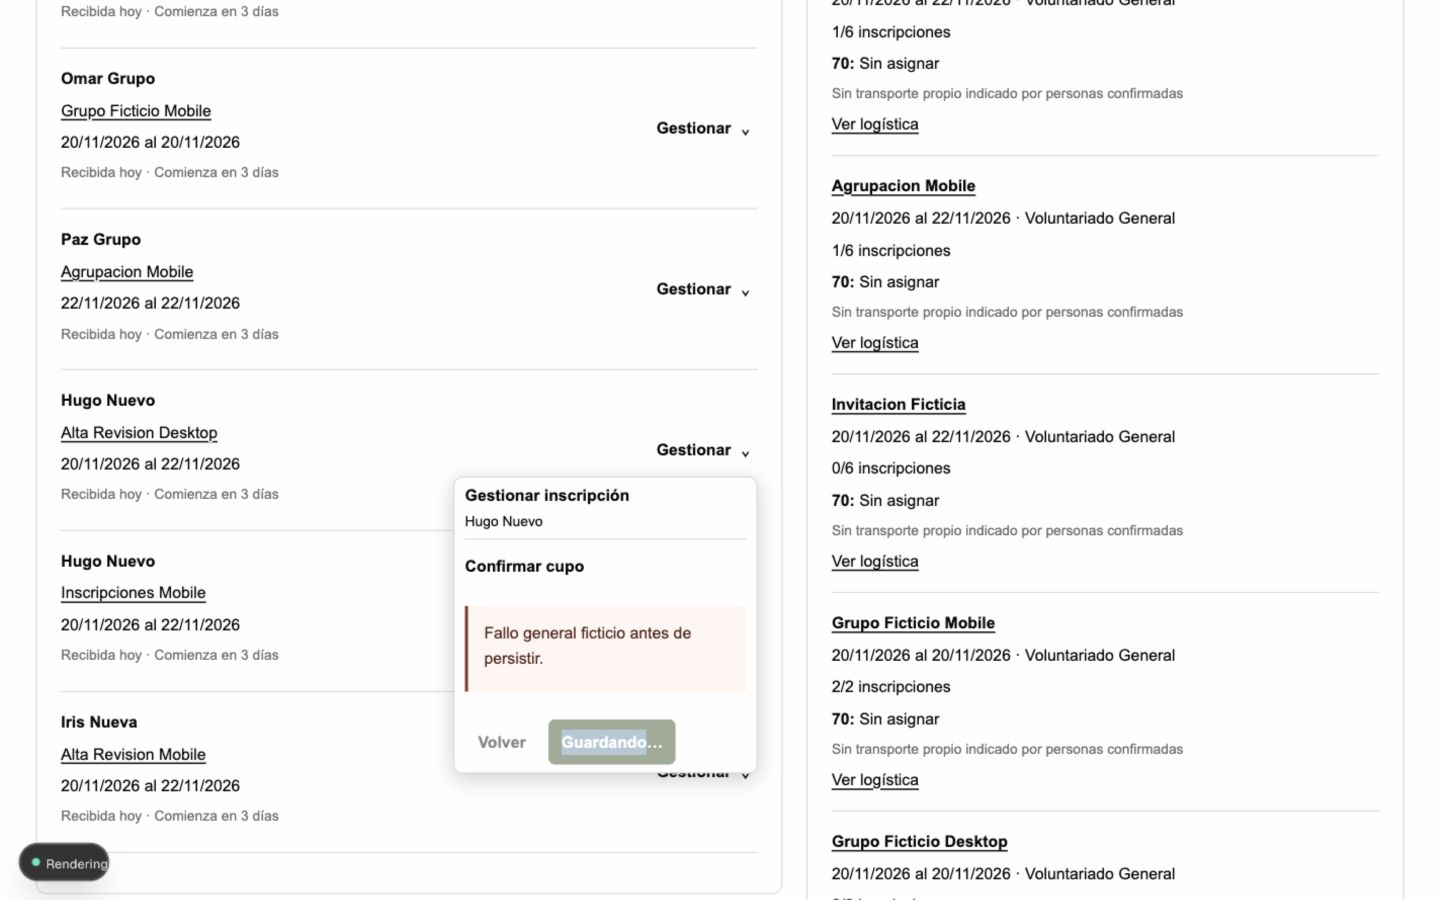 Recibida hoy · Comienza en 3 días
Omar Grupo
Grupo Ficticio Mobile
20/11/2026 al 20/11/2026
Recibida hoy · Comienza en 3 días
Gestionar
Paz Grupo
Agrupacion Mobile
22/11/2026 al 22/11/2026
Recibida hoy · Comienza en 3 días
Gestionar
Hugo Nuevo
Alta Revision Desktop
20/11/2026 al 22/11/2026
Recibida hoy · Comienza en 3 días
Gestionar
Gestionar inscripción
Hugo Nuevo
Confirmar cupo
Fallo general ficticio antes de
persistir.
Volver
Guardando...
Hugo Nuevo
Inscripciones Mobile
20/11/2026 al 22/11/2026
Recibida hoy · Comienza en 3 días
Iris Nueva
Alta Revision Mobile
20/11/2026 al 22/11/2026
Recibida hoy · Comienza en 3 días
Gestionar
Rendering
20/11/2026 al 22/11/2026 · Voluntariado General
1/6 inscripciones
70: Sin asignar
Sin transporte propio indicado por personas confirmadas
Ver logística
Agrupacion Mobile
20/11/2026 al 22/11/2026 · Voluntariado General
1/6 inscripciones
70: Sin asignar
Sin transporte propio indicado por personas confirmadas
Ver logística
Invitacion Ficticia
20/11/2026 al 22/11/2026 · Voluntariado General
0/6 inscripciones
70: Sin asignar
Sin transporte propio indicado por personas confirmadas
Ver logística
Grupo Ficticio Mobile
20/11/2026 al 20/11/2026 · Voluntariado General
2/2 inscripciones
70: Sin asignar
Sin transporte propio indicado por personas confirmadas
Ver logística
Grupo Ficticio Desktop
20/11/2026 al 20/11/2026 · Voluntariado General